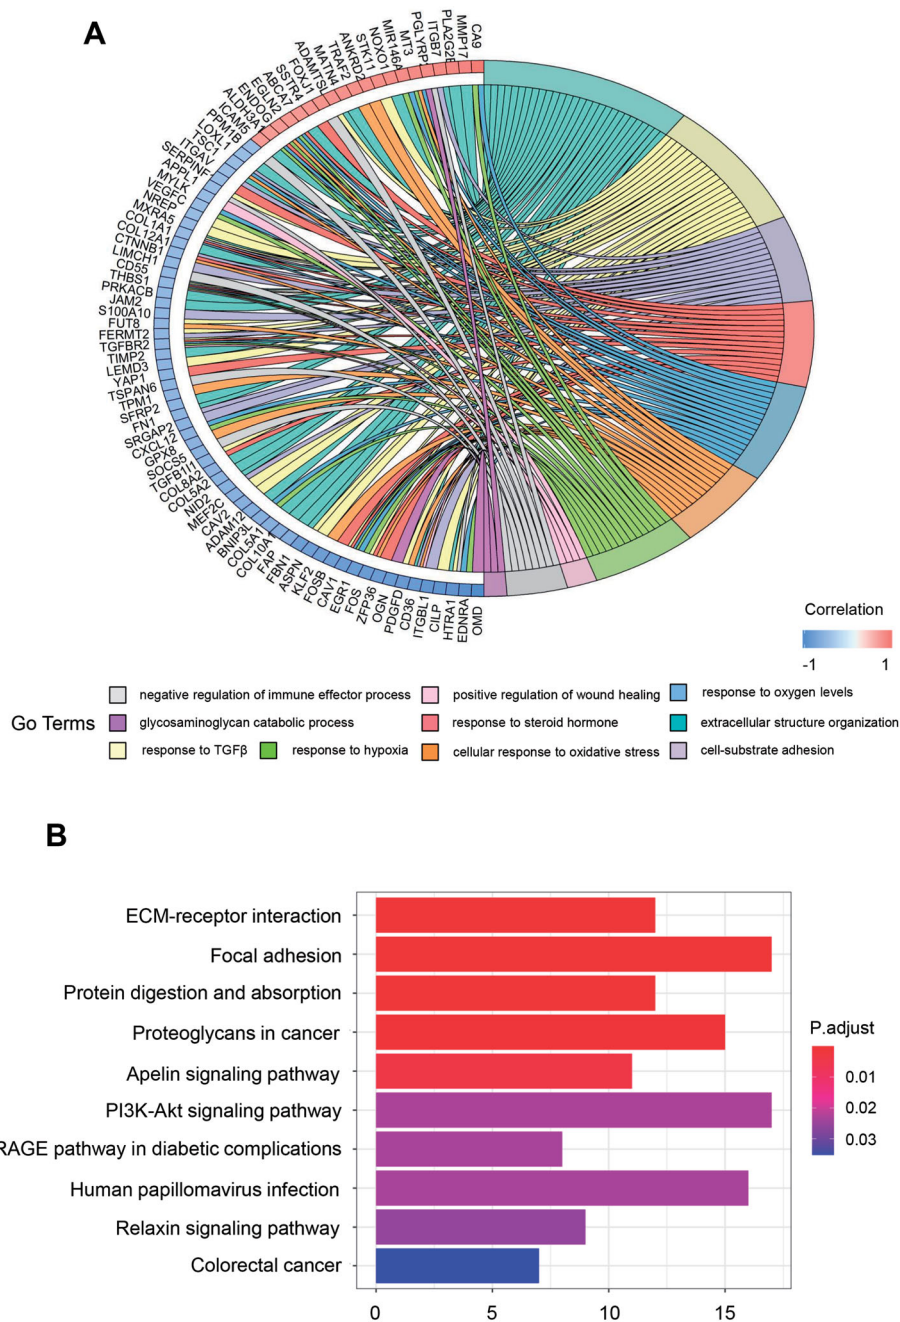 A
CA9
MMP17
PLA2G2E
ITGB7
PGLYRP
MT3
MIR146A
NOXO1
STK11
ANKRD2
TRAF2
MATN4
ADAMTSL
FOXJ1
SSTR4
ABCA7
EGLN2
ENDOG
ALDH3A1
ICAM5
PPM1B
LOXL1
TSC1
ITGAV
SERPINF
APPL1
MYLK
VEGFC
NREP
MXRA5
COL1A1
COL12A1
CTNNB1
LIMCH1
CD55
THBS1
PRKACB
JAM2
S100A10
FUT8
FERMT2
TGFBR2
TIMP2
LEMD3
YAP1
TSPAN6
TPM1
SFRP2
FN1
SRGAP2
CXCL12
GPX8
SOCS5
TGFB1I1
COL8A2
COL5A2
NID2
MEF2C
CAV2
ADAM12
BNIP3L
COL5A1
COL10A1
FAP
FBN1
ASPN
KLF2
FOSB
CAV1
EGR1
FOS
ZFP36
OGN
PDGFD
CD36
ITGBL1
CILP
HTRA1
EDNRA
OMD
Correlation
-1 1
Go Terms
negative regulation of immune effector process positive regulation of wound healing response to oxygen levels
glycosaminoglycan catabolic process response to steroid hormone extracellular structure organization
response to TGFβ response to hypoxia cellular response to oxidative stress cell-substrate adhesion
B
ECM-receptor interaction
Focal adhesion
Protein digestion and absorption
Proteoglycans in cancer
Apelin signaling pathway
PI3K-Akt signaling pathway
RAGE pathway in diabetic complications
Human papillomavirus infection
Relaxin signaling pathway
Colorectal cancer
0 5 10 15
P.adjust
0.01
0.02
0.03